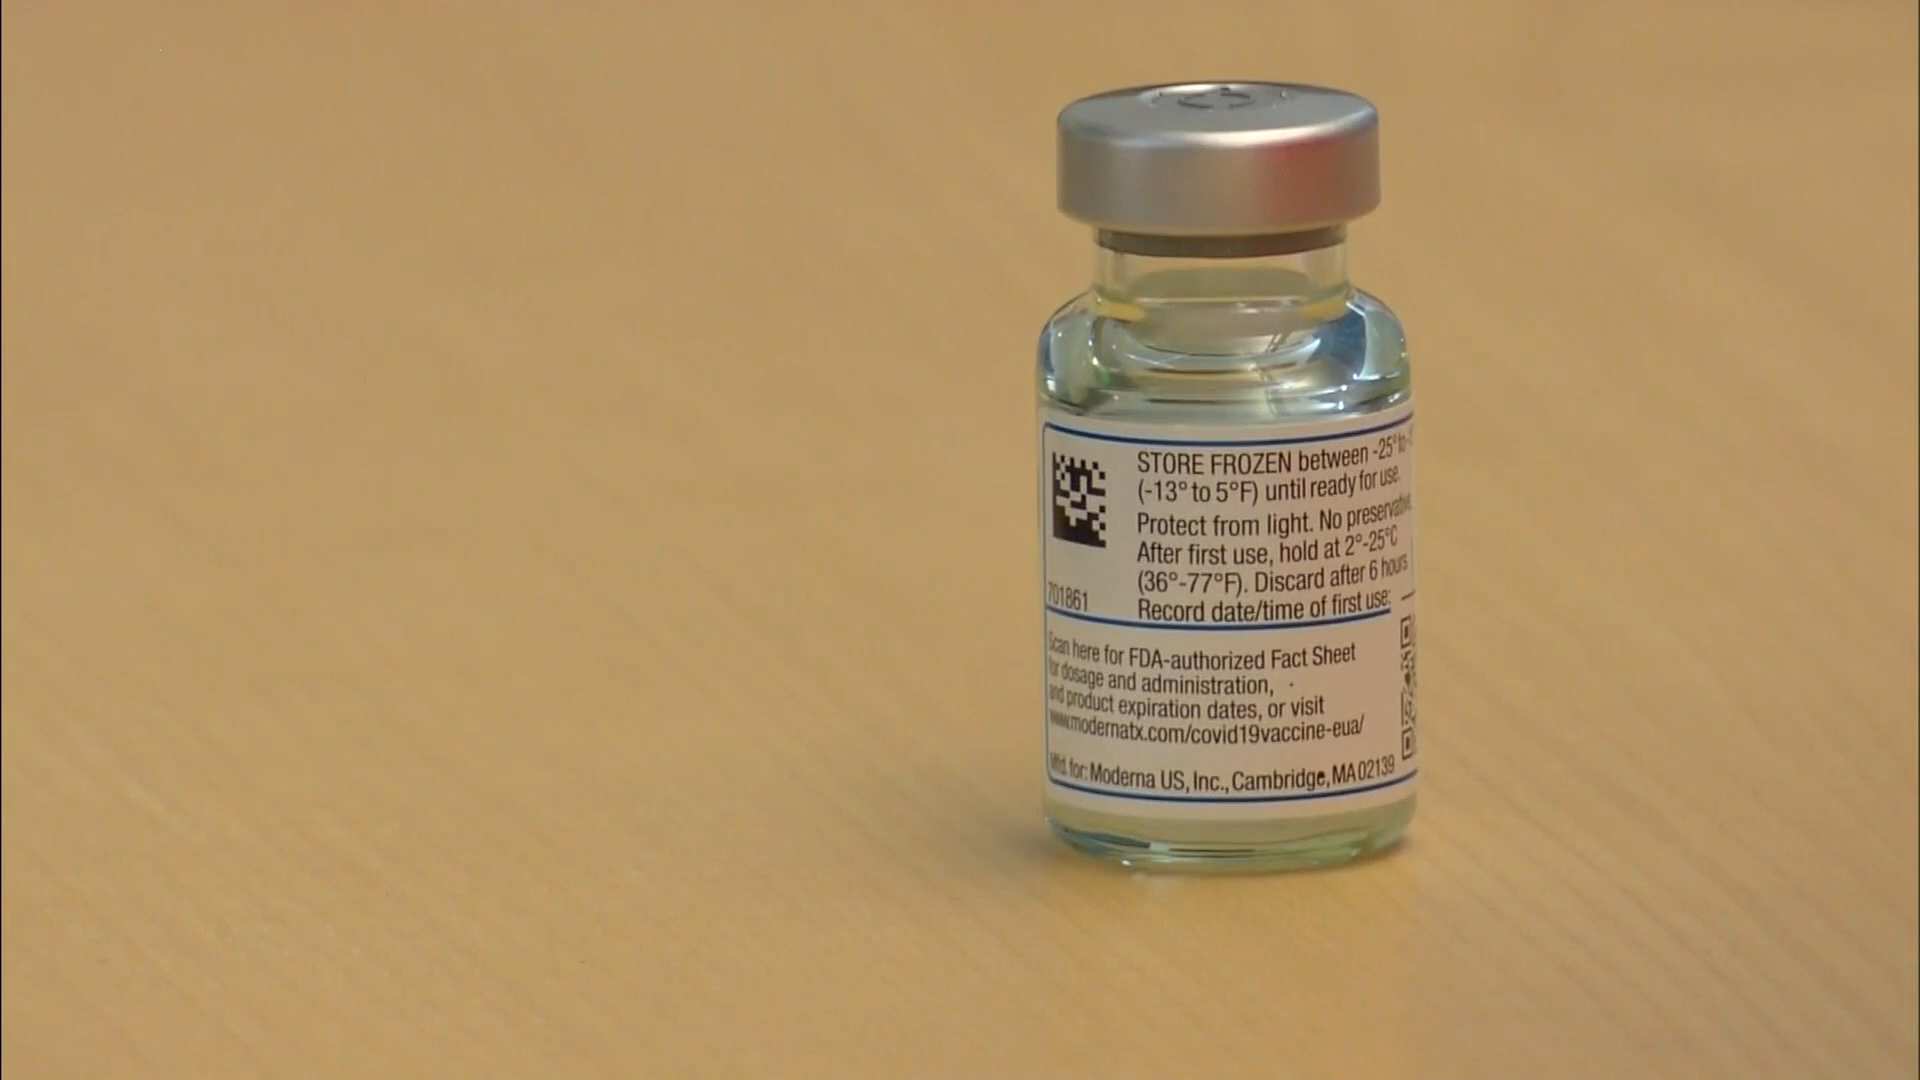 STORE FROZEN between -25° to
(-13° to 5°F) until ready for use.
Protect from light. No preservative
After first use, hold at 2°-25°C
(36°-77°F). Discard after 6 hours
Record date/time of first use:
701861
Scan here for FDA-authorized Fact Sheet
for dosage and administration,
and product expiration dates, or visit
www.modernatx.com/covid19vaccine-eua/
Mfd. for: Moderna US, Inc., Cambridge, MA 02139